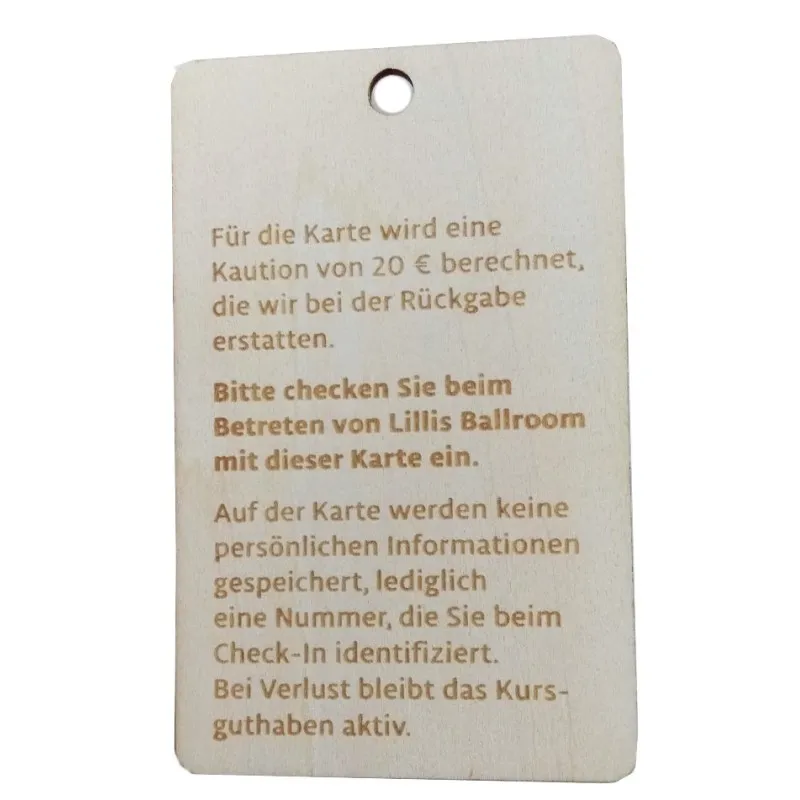 Für die Karte wird eine
Kaution von 20 € berechnet,
die wir bei der Rückgabe
erstatten.
Bitte checken Sie beim
Betreten von Lillis Ballroom
mit dieser Karte ein.
Auf der Karte werden keine
persönlichen Informationen
gespeichert, lediglich
eine Nummer, die Sie beim
Check-In identifiziert.
Bei Verlust bleibt das Kurs-
guthaben aktiv.